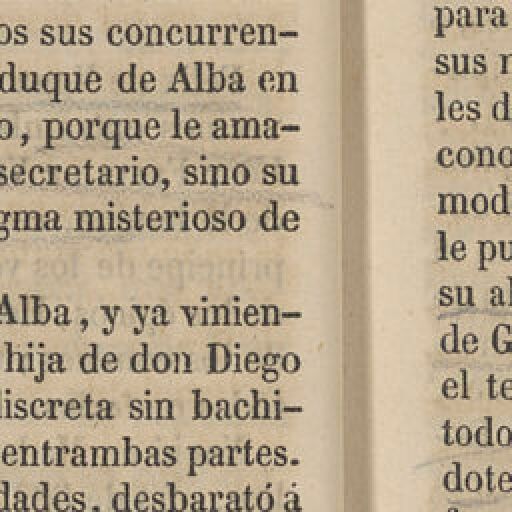 os sus concurren-
duque de Alba en
o, porque le ama-
secretario, sino su
gma misterioso de
Alba, y ya vinien-
hija de don Diego
discreta sin bachi-
entrambas partes.
dades, desbarató á
para
sus
les d
cono
mod
le pu
su al
de G
el te
todo
dote